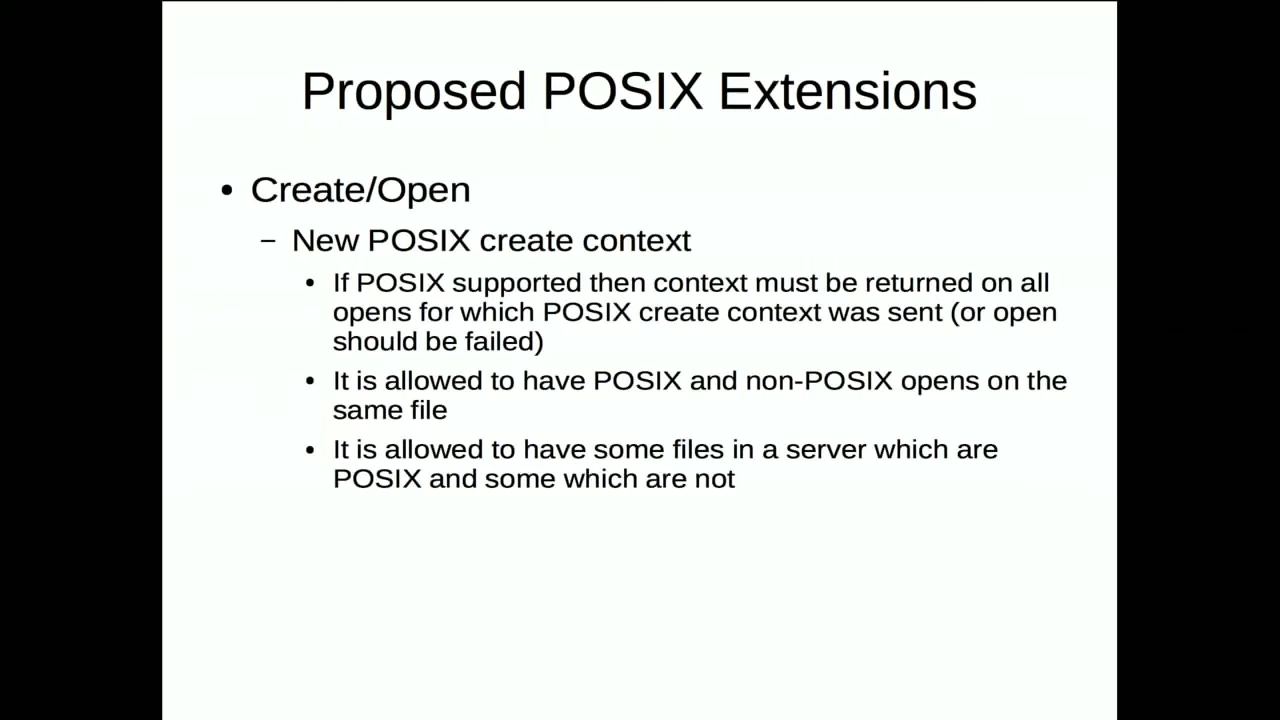 Proposed POSIX Extensions
• Create/Open
– New POSIX create context
• If POSIX supported then context must be returned on all
opens for which POSIX create context was sent (or open
should be failed)
• It is allowed to have POSIX and non-POSIX opens on the
same file
• It is allowed to have some files in a server which are
POSIX and some which are not